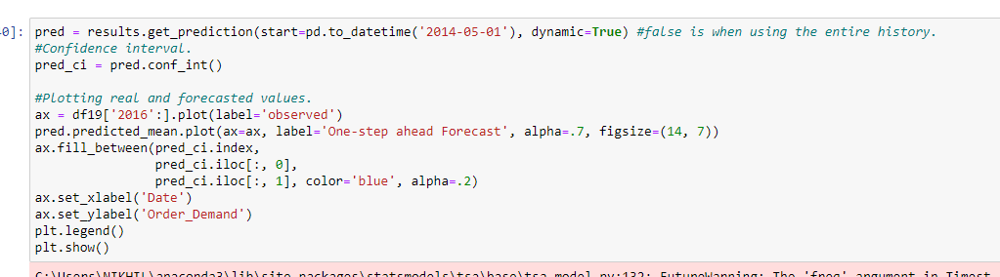 0]: pred = results.get_prediction(start=pd.to_datetime('2014-05-01'), dynamic=True) #false is when using the entire history.
#Confidence interval.
pred_ci = pred.conf_int()
#Plotting real and forecasted values.
ax = df19['2016':].plot(label='observed')
pred.predicted_mean.plot(ax=ax, label='One-step ahead Forecast', alpha=.7, figsize=(14, 7))
ax.fill_between(pred_ci.index,
pred_ci.iloc[:, 0],
pred_ci.iloc[:, 1], color='blue', alpha=.2)
ax.set_xlabel('Date')
ax.set_ylabel('Order_Demand')
plt.legend()
plt.show()
C:\Users\NIKHIL\anaconda3\lib\site-packages\statsmodels\tsa\base\tsa_model.py:132: FutureWarning: The 'freq' argument in Timest